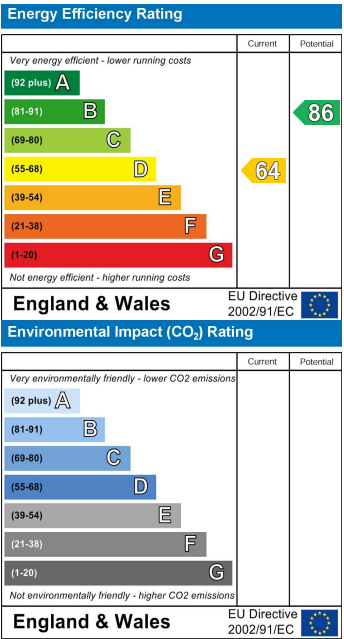 Energy Efficiency Rating
Current Potential
Very energy efficient - lower running costs
(92 plus) A
(81-91) B
86
(69-80) C
(55-68) D
64
(39-54) E
(21-38) F
(1-20) G
Not energy efficient - higher running costs
England & Wales
EU Directive
2002/91/EC
Environmental Impact (CO₂) Rating
Current Potential
Very environmentally friendly - lower CO2 emissions
(92 plus) A
(81-91) B
(69-80) C
(55-68) D
(39-54) E
(21-38) F
(1-20) G
Not environmentally friendly - higher CO2 emissions
England & Wales
EU Directive
2002/91/EC